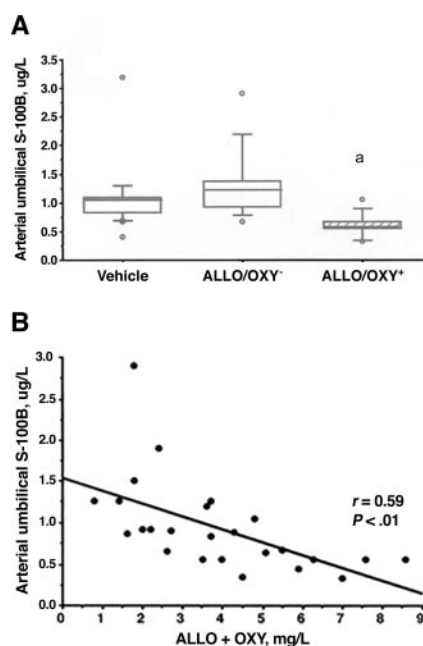 A
Arterial umbilical S-100B, ug/L
3.5
3.0
2.5
2.0
1.5
1.0
0.5
0.0
a
Vehicle
ALLO/OXY⁻
ALLO/OXY⁺
B
Arterial umbilical S-100B, ug/L
3.0
2.5
2.0
1.5
1.0
0.5
0.0
r = 0.59
P < .01
0 1 2 3 4 5 6 7 8 9
ALLO + OXY, mg/L